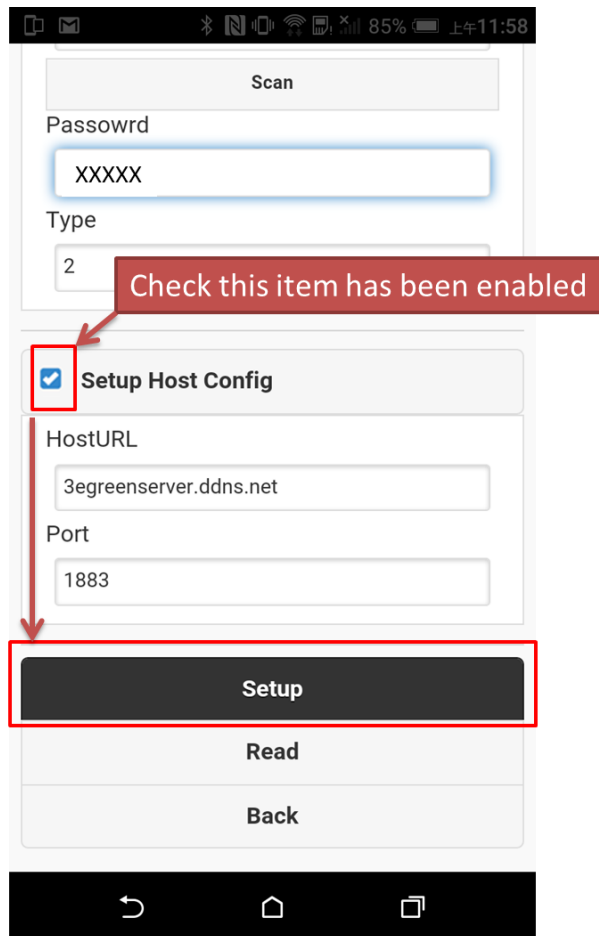 85% 上午11:58
Scan
Passowrd
XXXXX
Type
2
Check this item has been enabled
Setup Host Config
HostURL
3egreenserver.ddns.net
Port
1883
Setup
Read
Back